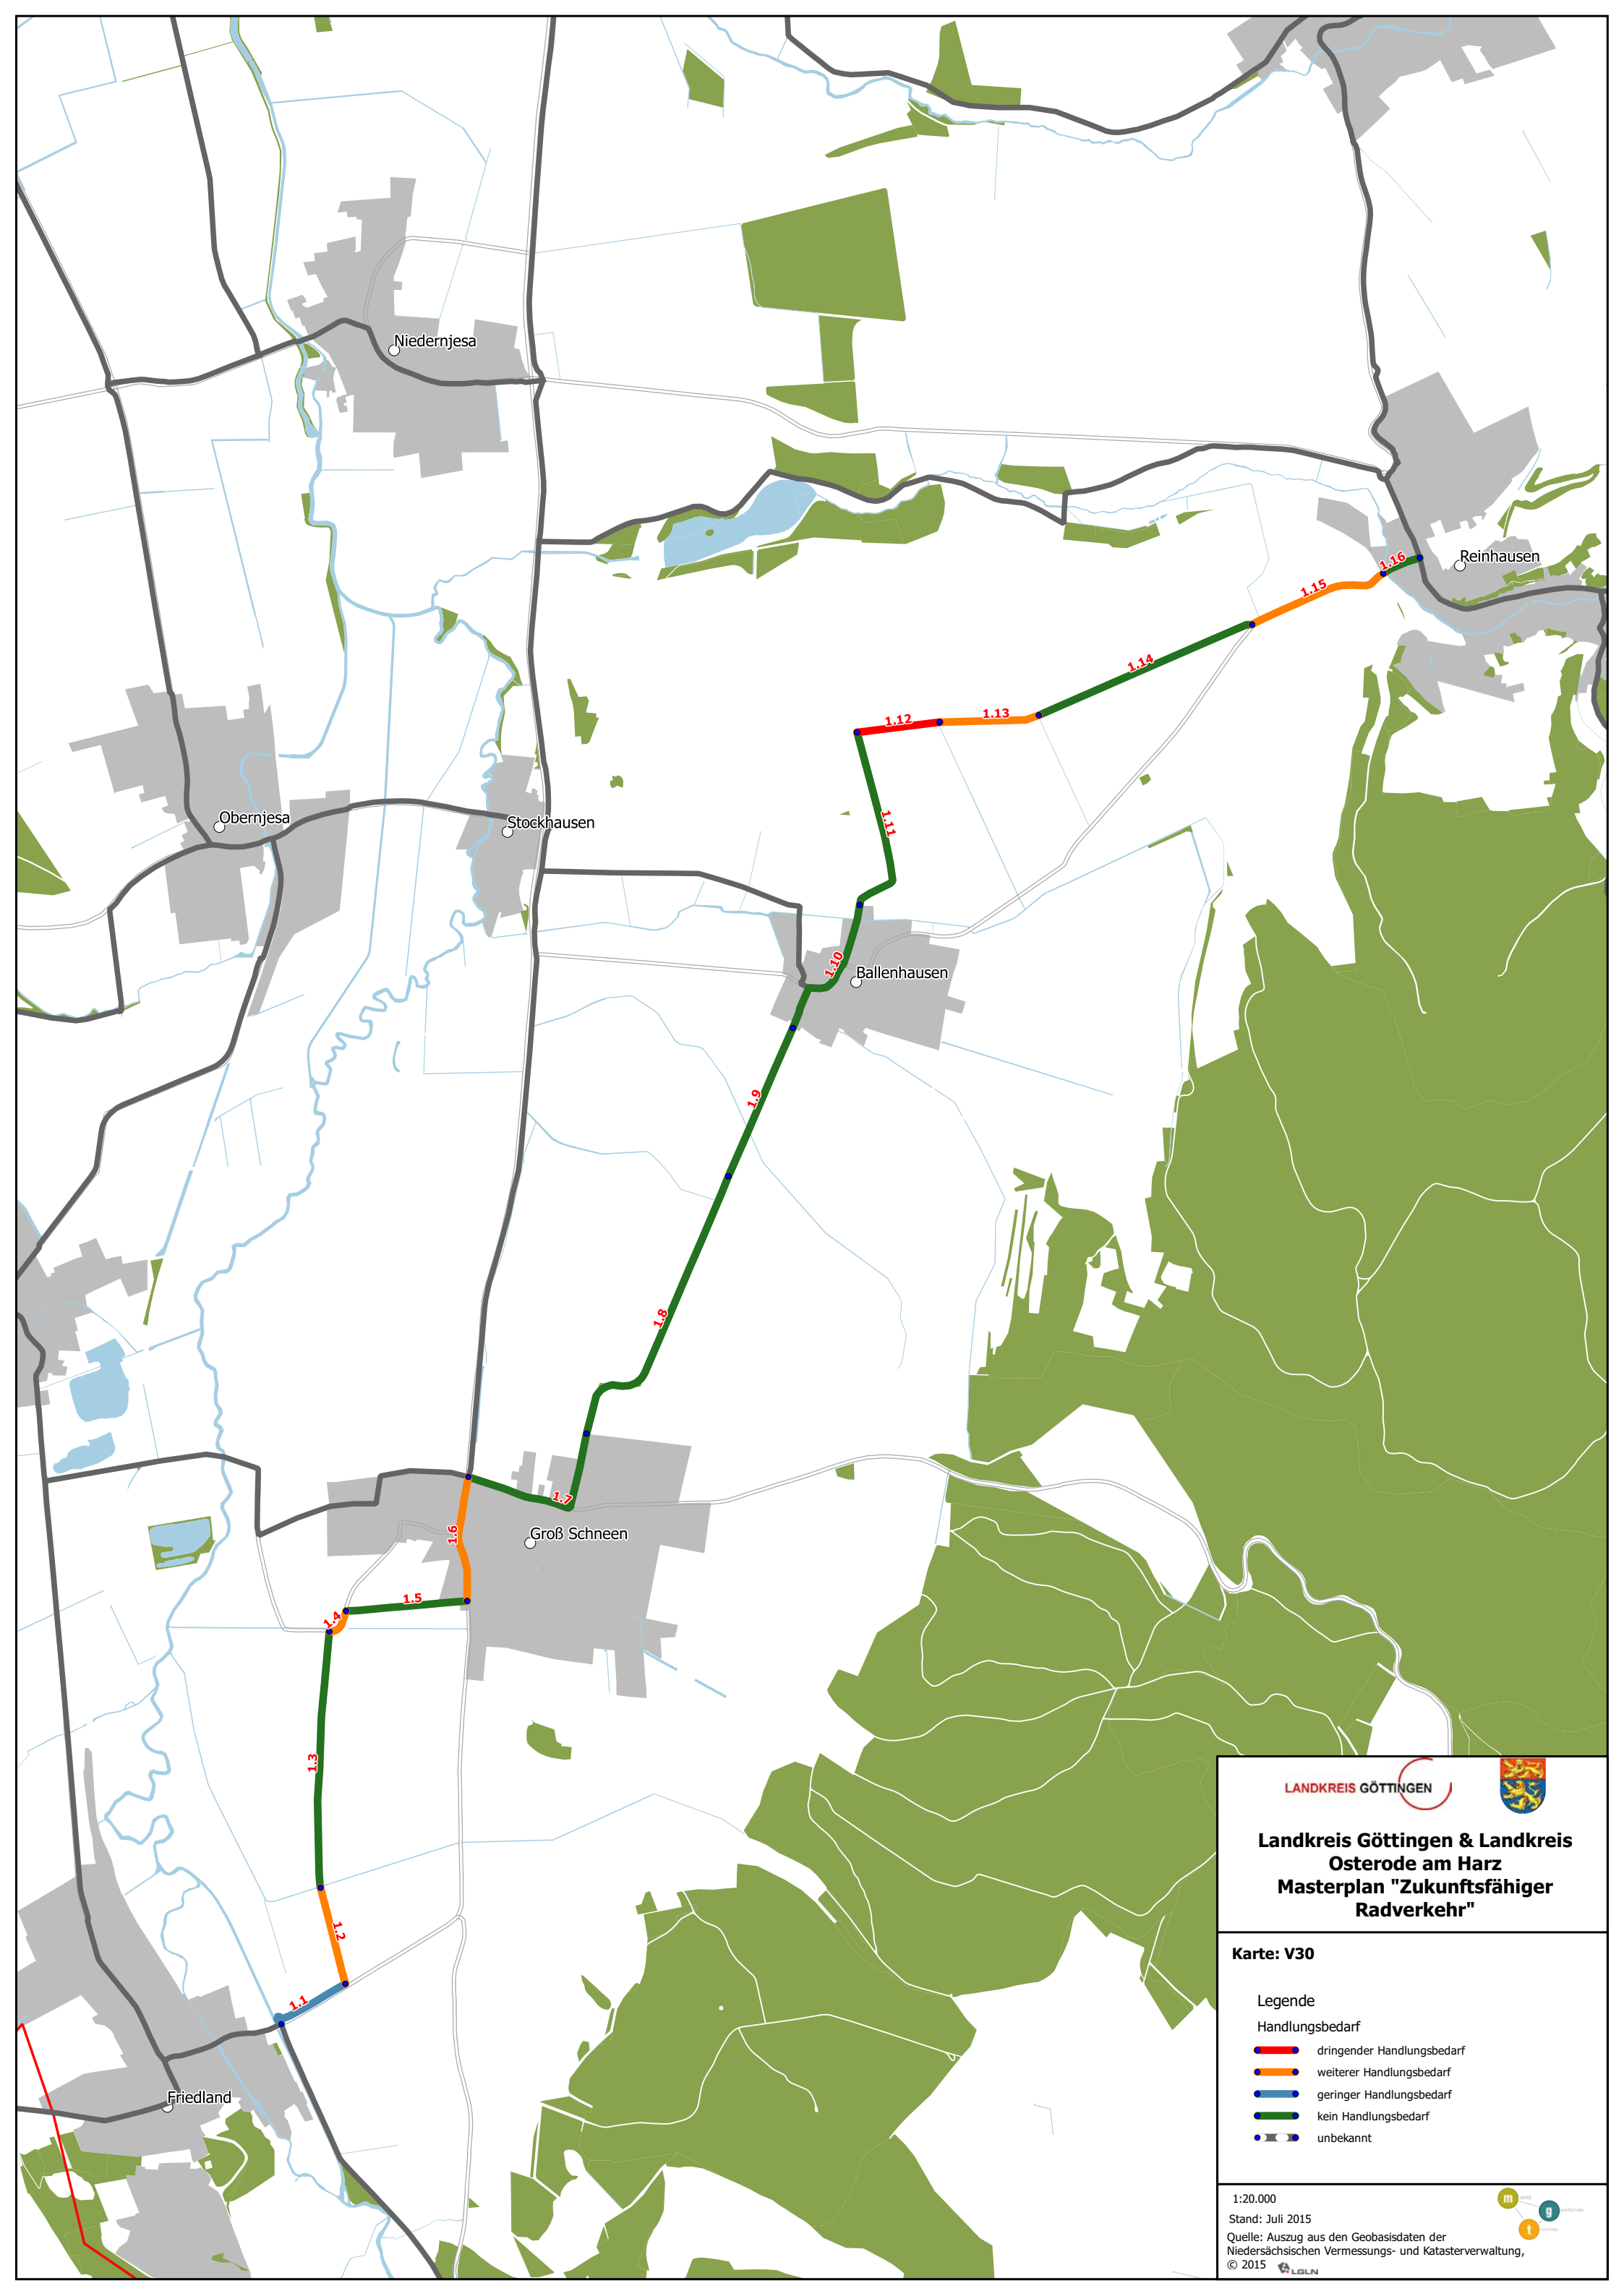 Niedernjesa
Reinhausen
1.16
1.15
1.14
1.13
1.12
1.11
Obernjesa
Stockhausen
1.10
Ballenhausen
1.9
1.8
1.7
1.6
Groß Schneen
1.5
1.4
1.3
1.2
1.1
Friedland
LANDKREIS GÖTTINGEN
Landkreis Göttingen & Landkreis
Osterode am Harz
Masterplan "Zukunftsfähiger
Radverkehr"
Karte: V30
Legende
Handlungsbedarf
dringender Handlungsbedarf
weiterer Handlungsbedarf
geringer Handlungsbedarf
kein Handlungsbedarf
unbekannt
1:20.000
Stand: Juli 2015
Quelle: Auszug aus den Geobasisdaten der
Niedersächsischen Vermessungs- und Katasterverwaltung,
© 2015 LGLN
m
g
t